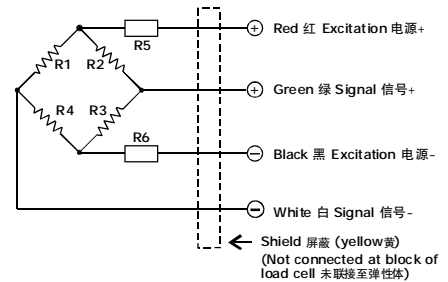 R5
Red 红 Excitation 电源+
R1
R2
Green 绿 Signal 信号+
R4
R3
R6
Black 黑 Excitation 电源-
White 白 Signal 信号-
Shield 屏蔽 (yellow黄)
(Not connected at block of
load cell 未联接至弹性体)